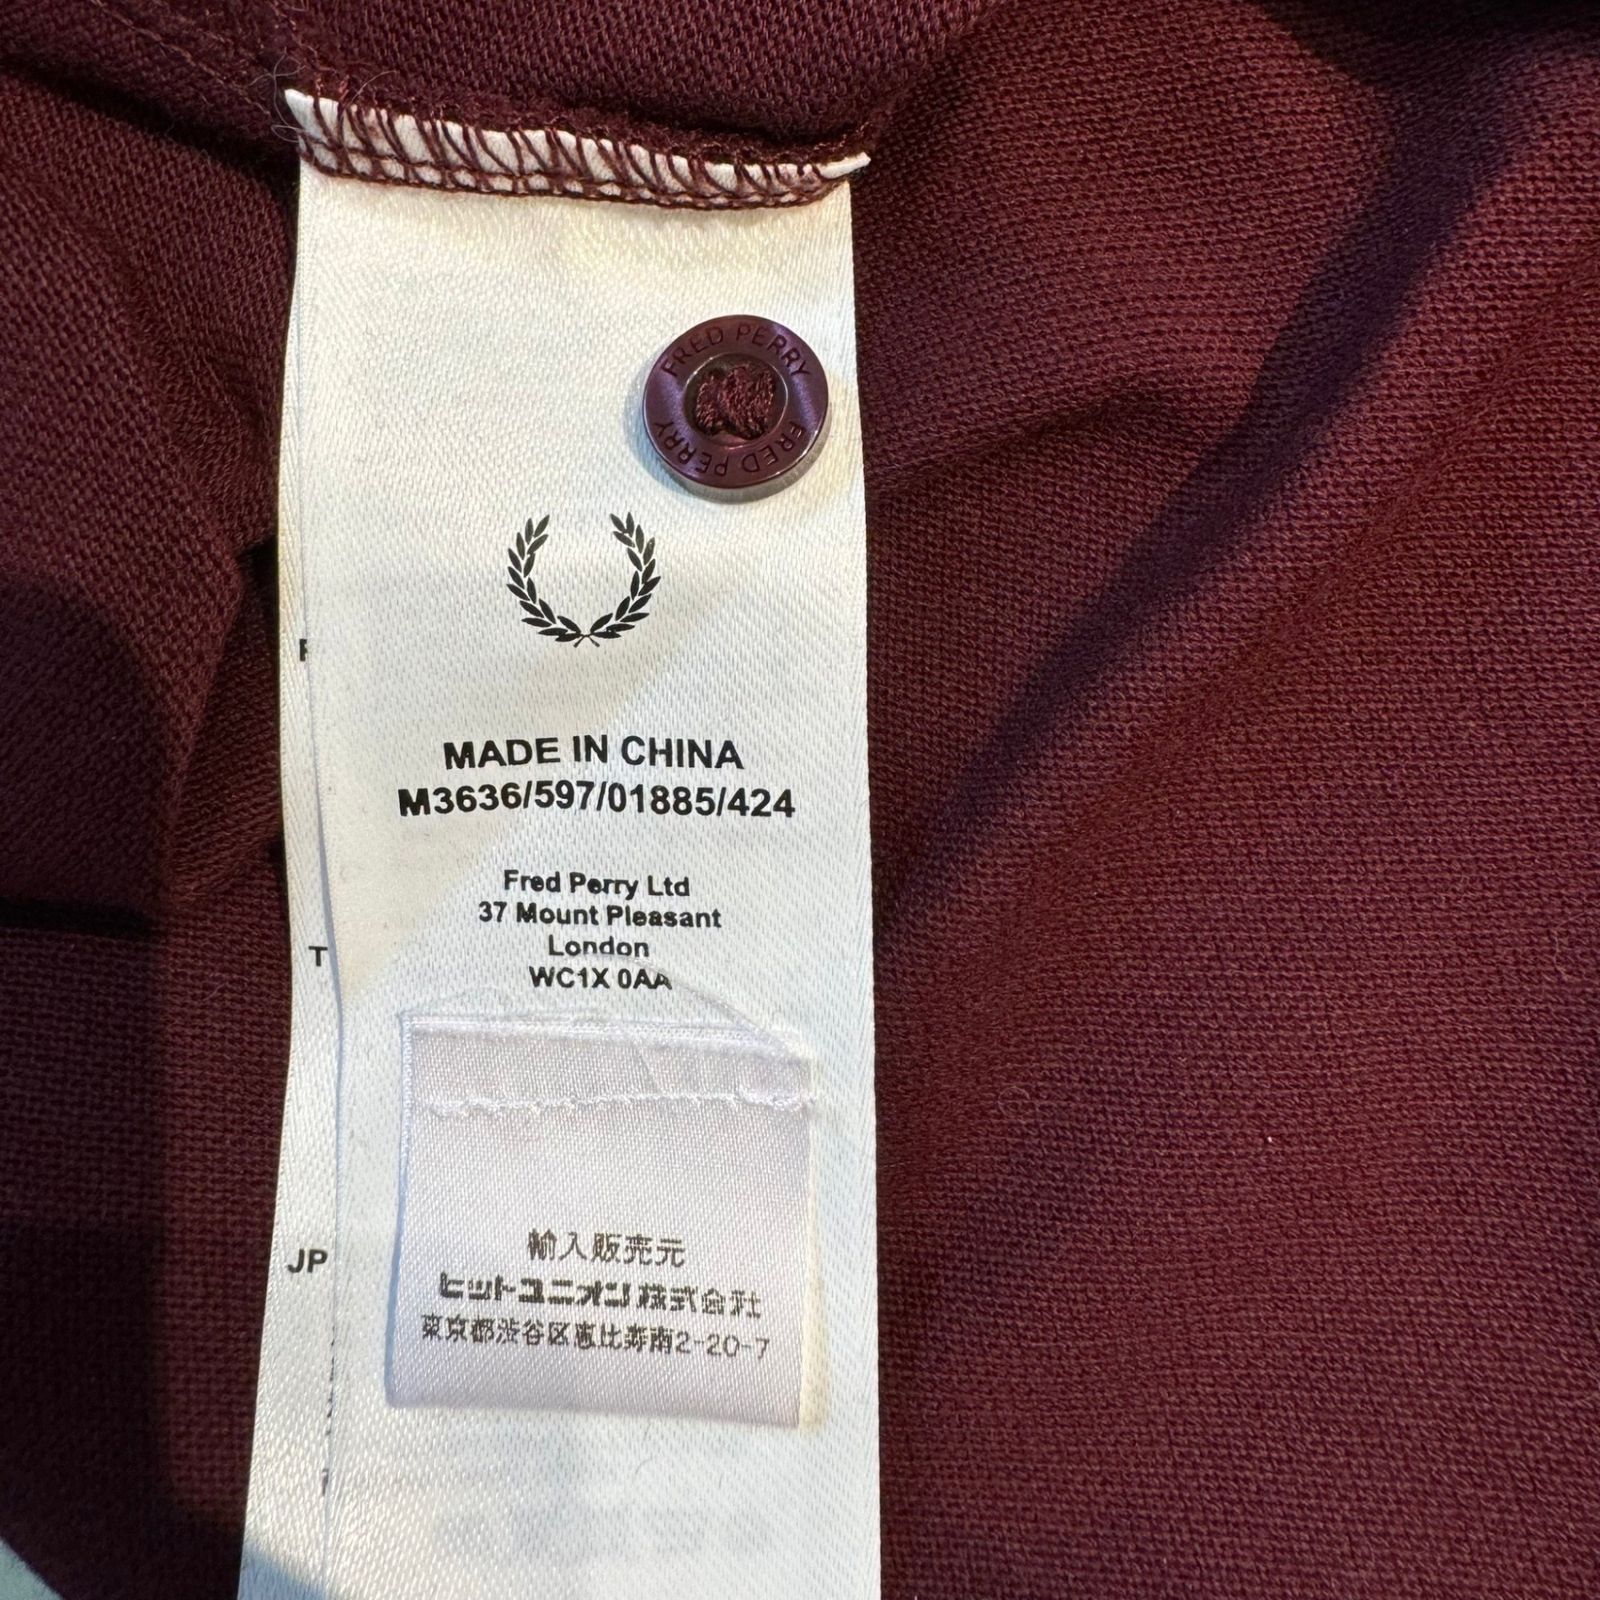 FRED PERRY
FRED PERRY
MADE IN CHINA
M3636/597/01885/424
Fred Perry Ltd
37 Mount Pleasant
London
WC1X 0AA
T
JP
輸入販売元
ヒットユニオン株式会社
東京都渋谷区恵比寿南2-20-7